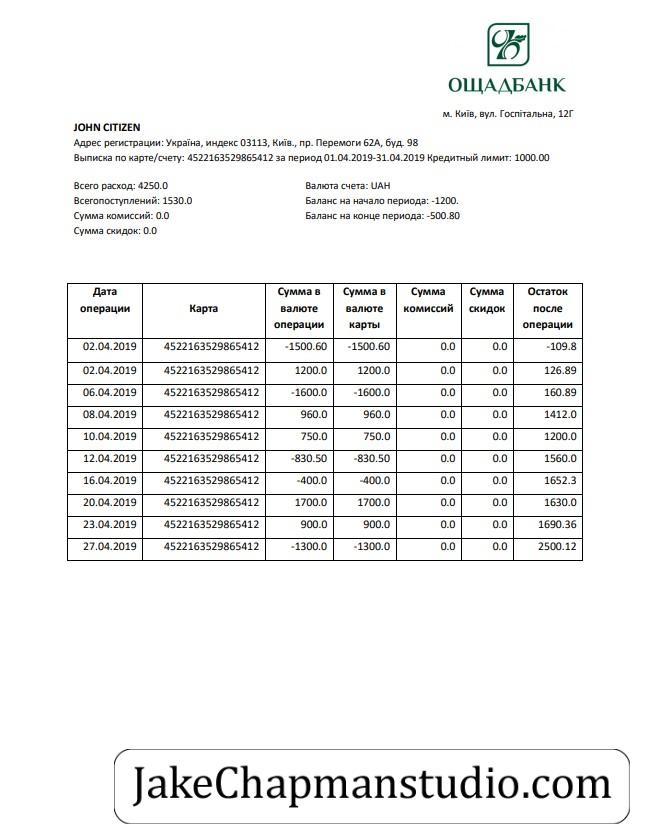 ОЩАДБАНК
м. Київ, вул. Госпітальна, 12Г
JOHN CITIZEN
Адрес регистрации: Україна, индекс 03113, Київ., пр. Перемоги 62А, буд. 98
Выписка по карте/счету: 4522163529865412 за период 01.04.2019-31.04.2019 Кредитный лимит: 1000.00
Всего расход: 4250.0 Валюта счета: UAH
Всегопоступлений: 1530.0 Баланс на начало периода: -1200.
Сумма комиссий: 0.0 Баланс на конце периода: -500.80
Сумма скидок: 0.0
Дата операции Карта Сумма в валюте операции Сумма в валюте карты Сумма комиссий Сумма скидок Остаток после операции
02.04.2019 4522163529865412 -1500.60 -1500.60 0.0 0.0 -109.8
02.04.2019 4522163529865412 1200.0 1200.0 0.0 0.0 126.89
06.04.2019 4522163529865412 -1600.0 -1600.0 0.0 0.0 160.89
08.04.2019 4522163529865412 960.0 960.0 0.0 0.0 1412.0
10.04.2019 4522163529865412 750.0 750.0 0.0 0.0 1200.0
12.04.2019 4522163529865412 -830.50 -830.50 0.0 0.0 1560.0
16.04.2019 4522163529865412 -400.0 -400.0 0.0 0.0 1652.3
20.04.2019 4522163529865412 1700.0 1700.0 0.0 0.0 1630.0
23.04.2019 4522163529865412 900.0 900.0 0.0 0.0 1690.36
27.04.2019 4522163529865412 -1300.0 -1300.0 0.0 0.0 2500.12
JakeChapmanstudio.com